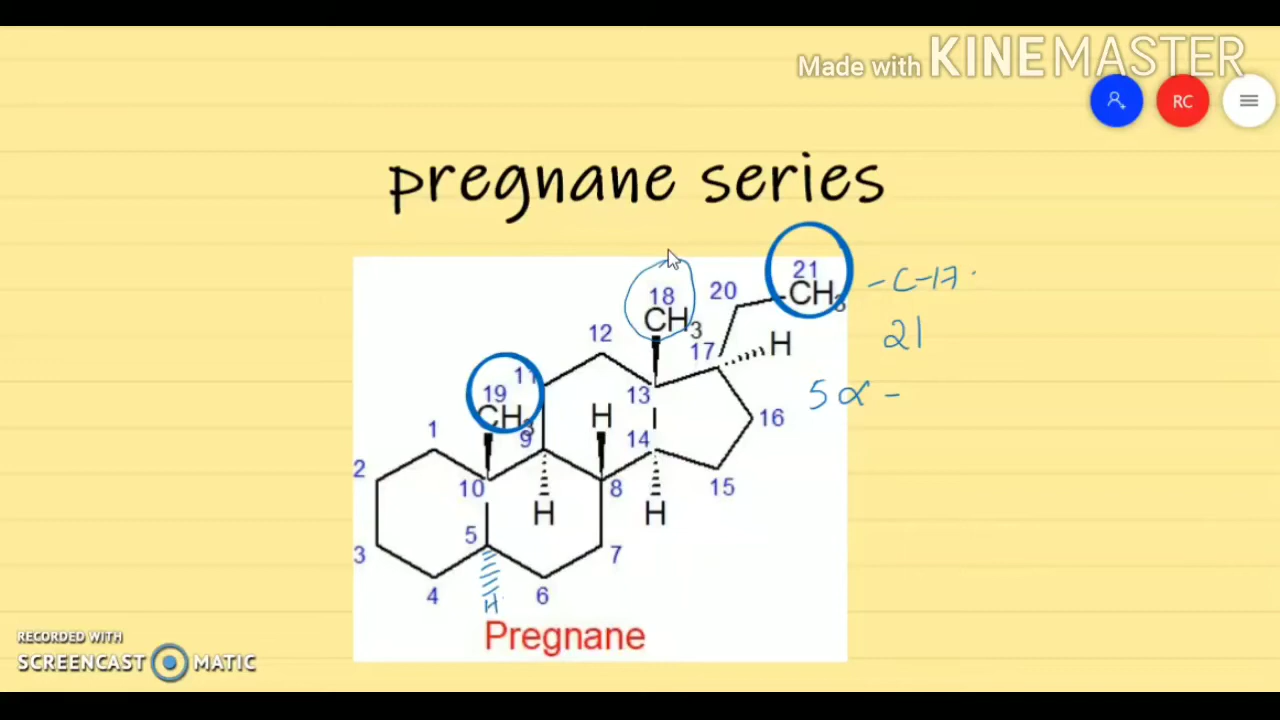 Made with KINEMASTER
RC
pregnane series
21
CH3
- C-17
21
5α -
18
CH3
20
12
17
H
11
19
CH3
13
H
16
9
14
1
2
10
8
15
H
H
5
3
7
4
6
H
Pregnane
RECORDED WITH
SCREENCAST MATIC